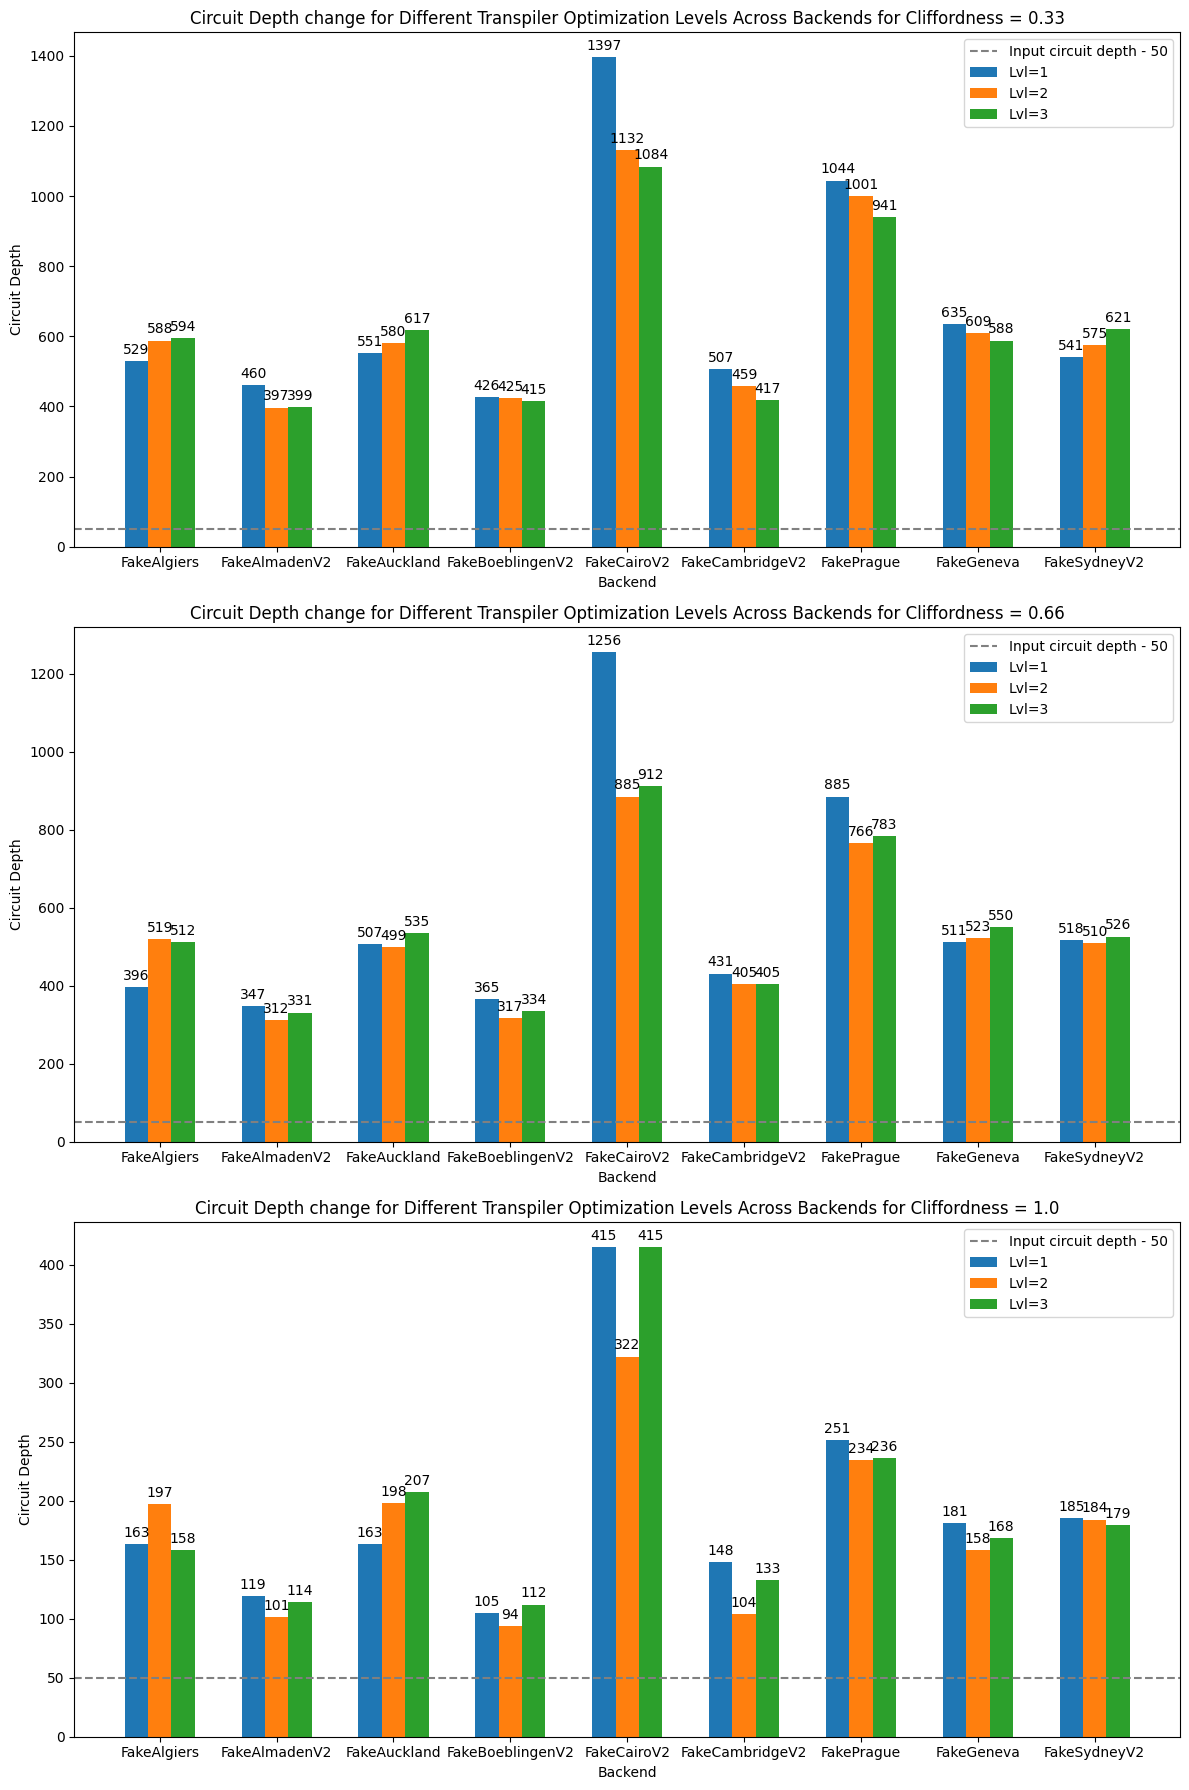 Circuit Depth change for Different Transpiler Optimization Levels Across Backends for Cliffordness = 0.33
Circuit Depth
1400
1200
1000
800
600
400
200
0
Input circuit depth - 50
Lvl=1
Lvl=2
Lvl=3
529 588 594
460 397 399
551 580 617
426 425 415
1397 1132 1084
507 459 417
1044 1001 941
635 609 588
541 575 621
FakeAlgiers FakeAlmadenV2 FakeAuckland FakeBoeblingenV2 FakeCairoV2 FakeCambridgeV2 FakePrague FakeGeneva FakeSydneyV2
Backend
Circuit Depth change for Different Transpiler Optimization Levels Across Backends for Cliffordness = 0.66
Circuit Depth
1200
1000
800
600
400
200
0
Input circuit depth - 50
Lvl=1
Lvl=2
Lvl=3
396 519 512
347 312 331
507 499 535
365 317 334
1256 885 912
431 405 405
885 766 783
511 523 550
518 510 526
FakeAlgiers FakeAlmadenV2 FakeAuckland FakeBoeblingenV2 FakeCairoV2 FakeCambridgeV2 FakePrague FakeGeneva FakeSydneyV2
Backend
Circuit Depth change for Different Transpiler Optimization Levels Across Backends for Cliffordness = 1.0
Circuit Depth
400
350
300
250
200
150
100
50
0
Input circuit depth - 50
Lvl=1
Lvl=2
Lvl=3
163 197 158
119 101 114
163 198 207
105 94 112
415 322 415
148 104 133
251 234 236
181 158 168
185 184 179
FakeAlgiers FakeAlmadenV2 FakeAuckland FakeBoeblingenV2 FakeCairoV2 FakeCambridgeV2 FakePrague FakeGeneva FakeSydneyV2
Backend